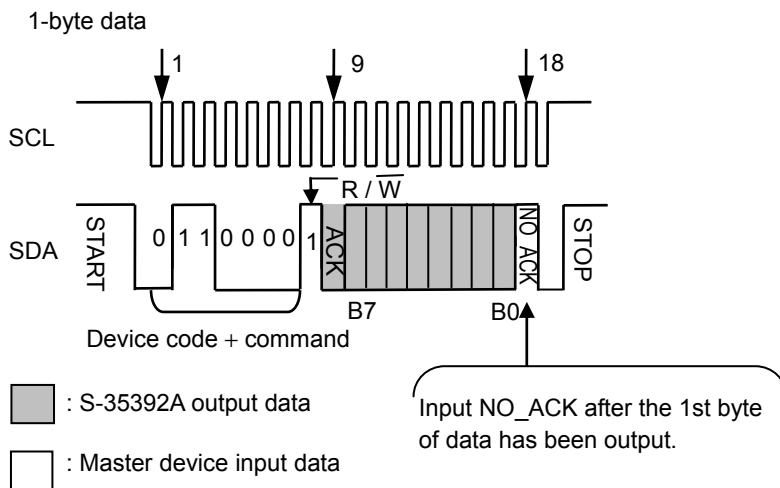 1-byte data
1 9 18
SCL
R / W
SDA START 0 1 1 0 0 0 0 1 ACK NO_ACK STOP
B7 B0
Device code + command
: S-35392A output data
: Master device input data
Input NO_ACK after the 1st byte
of data has been output.